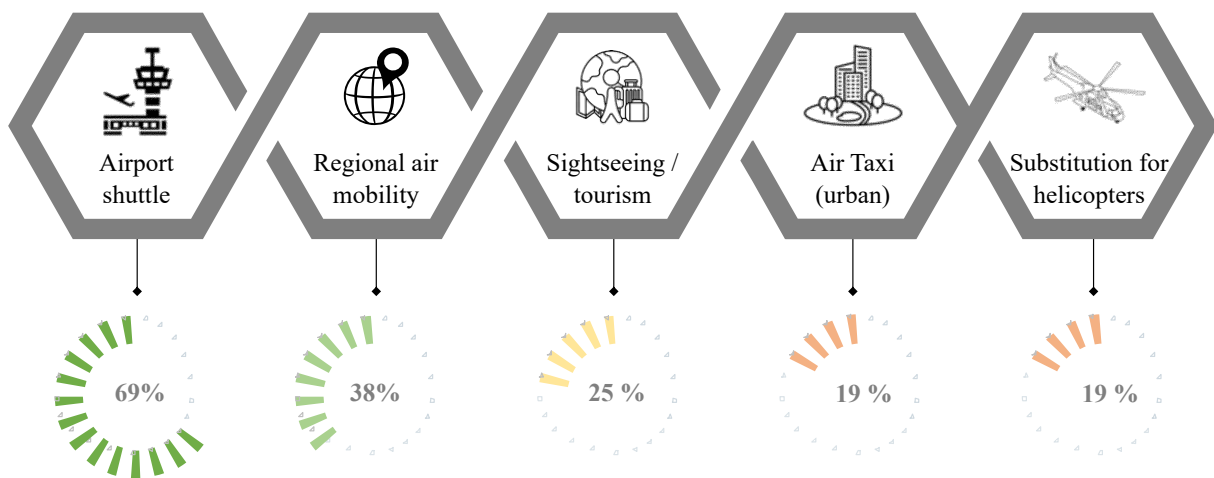 Airport
shuttle
Regional air
mobility
Sightseeing /
tourism
Air Taxi
(urban)
Substitution for
helicopters
69%
38%
25 %
19 %
19 %